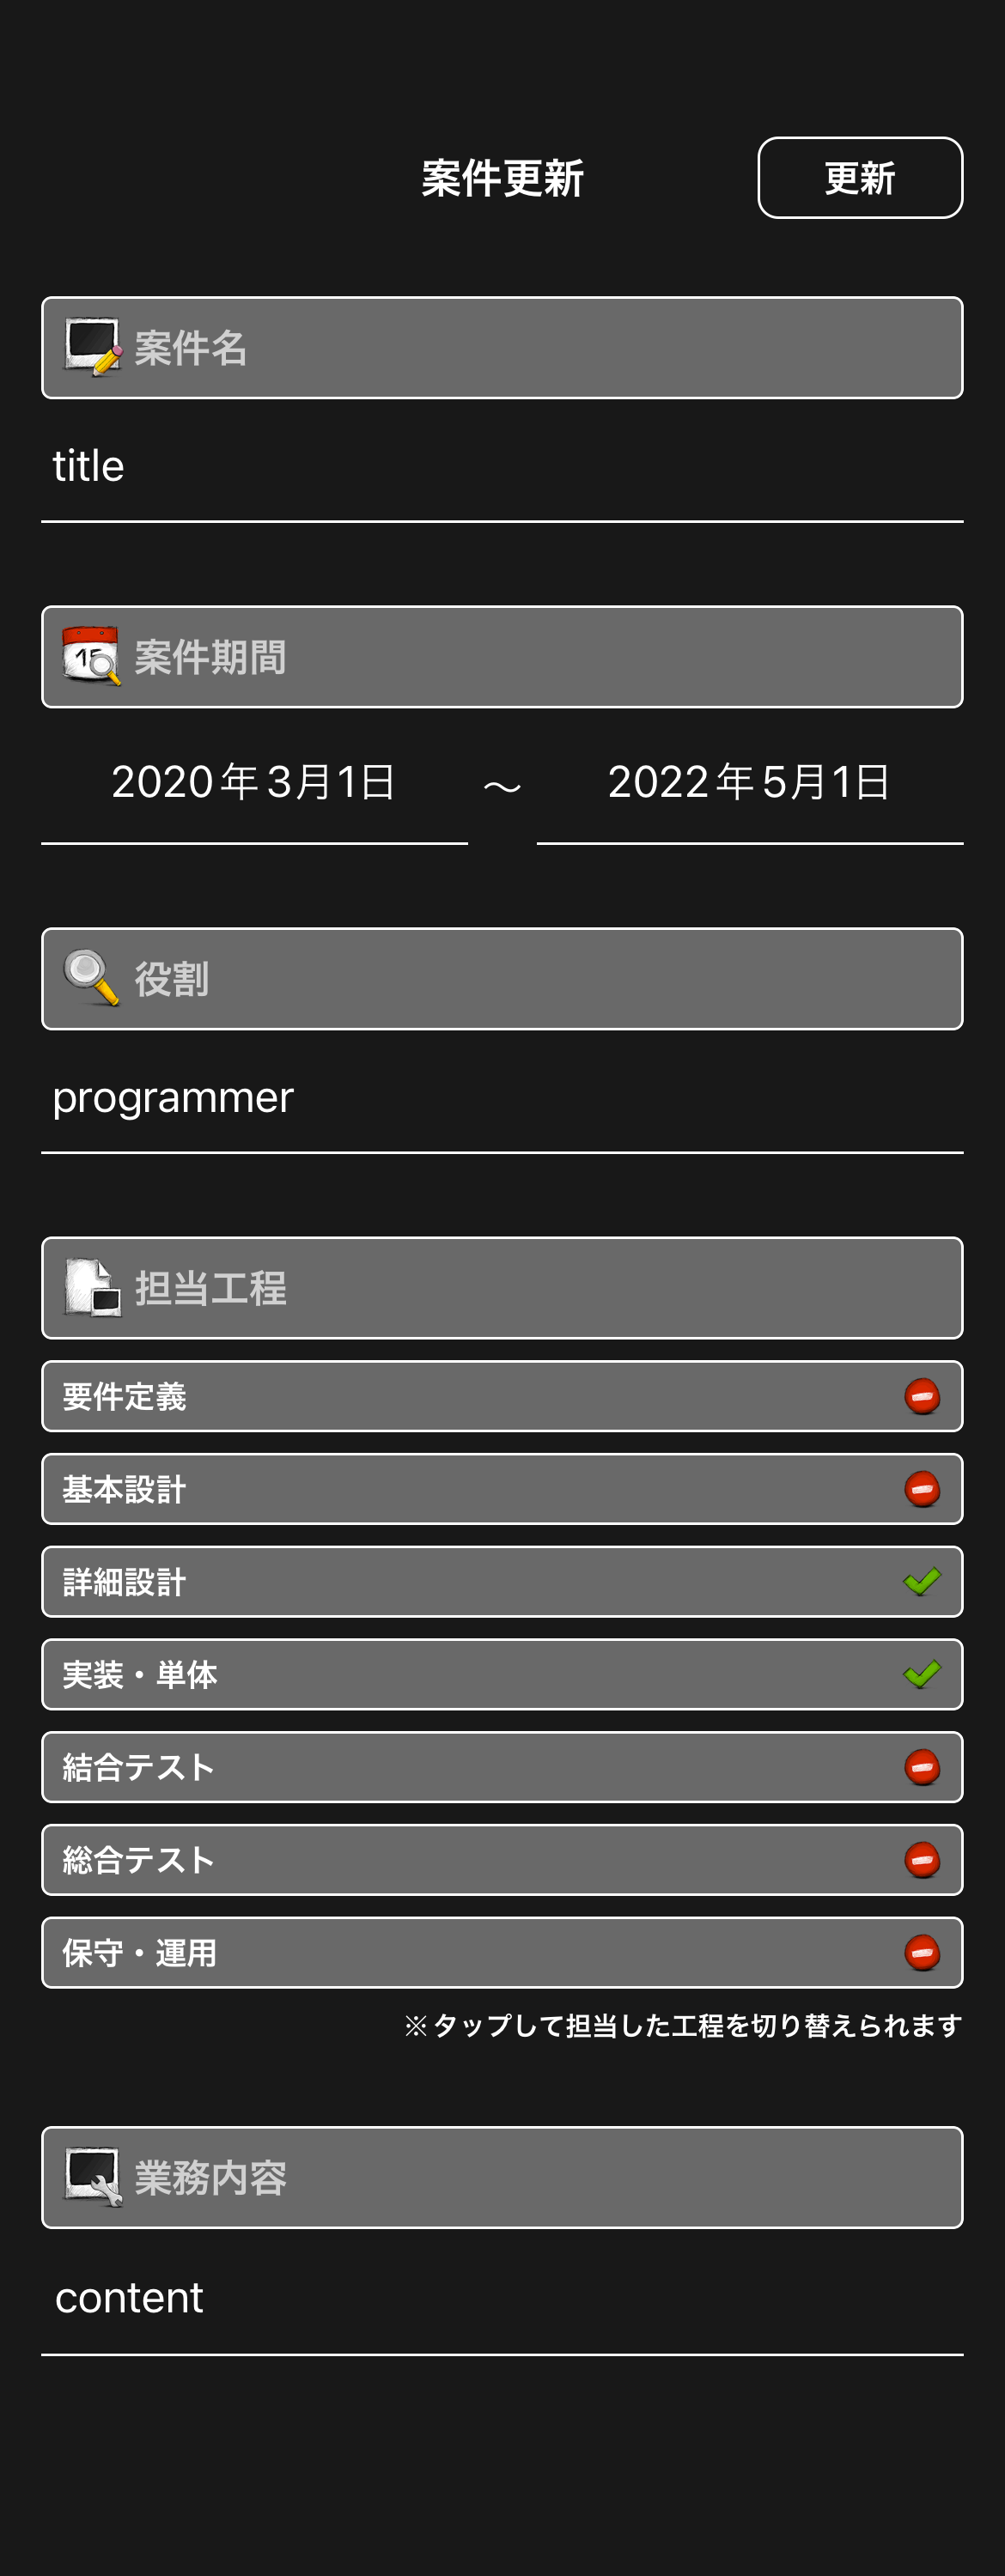 案件更新
更新
案件名
title
案件期間
2020年3月1日 ～ 2022年5月1日
役割
programmer
担当工程
要件定義
基本設計
詳細設計
実装・単体
結合テスト
総合テスト
保守・運用
※タップして担当した工程を切り替えられます
業務内容
content